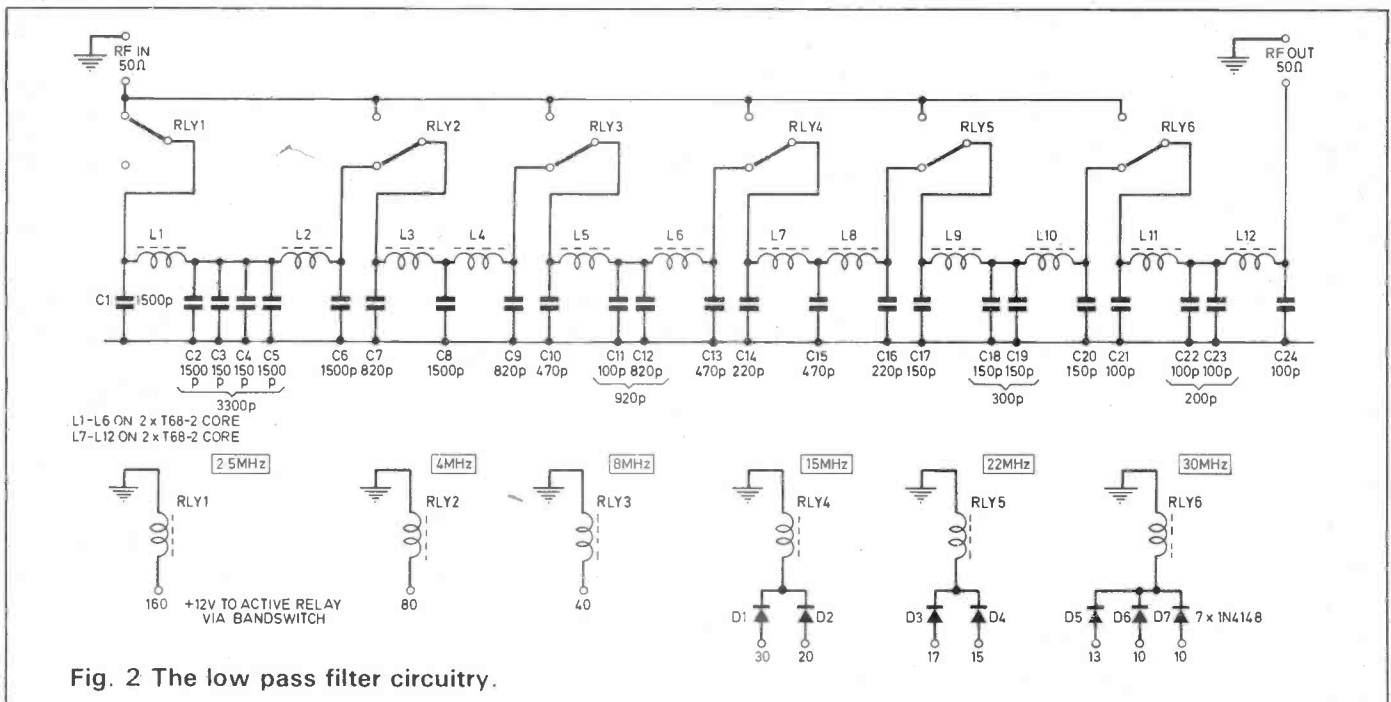 RF IN
50Ω
RF OUT
50Ω
RLY1
RLY2
RLY3
RLY4
RLY5
RLY6
L1
L2
L3
L4
L5
L6
L7
L8
L9
L10
L11
L12
C1 1500p
C2
1500
p
C3
150
p
C4
150
p
C5
1500
p
C6
1500p
C7
820p
C8
1500p
C9
820p
C10
470p
C11
100p
C12
820p
C13
470p
C14
220p
C15
470p
C16
220p
C17
150p
C18
150p
C19
150p
C20
150p
C21
100p
C22
100p
C23
100p
C24
100p
3300p
920p
300p
200p
L1-L6 ON 2 x T68-2 CORE
L7-L12 ON 2 x T68-2 CORE
2·5MHz
4MHz
8MHz
15MHz
22MHz
30MHz
RLY1
RLY2
RLY3
RLY4
RLY5
RLY6
160
+12V TO ACTIVE RELAY
VIA BANDSWITCH
80
40
D1
D2
30
20
D3
D4
17
15
D5
D6
D7
7 x 1N4148
13
10
10
Fig. 2 The low pass filter circuitry.